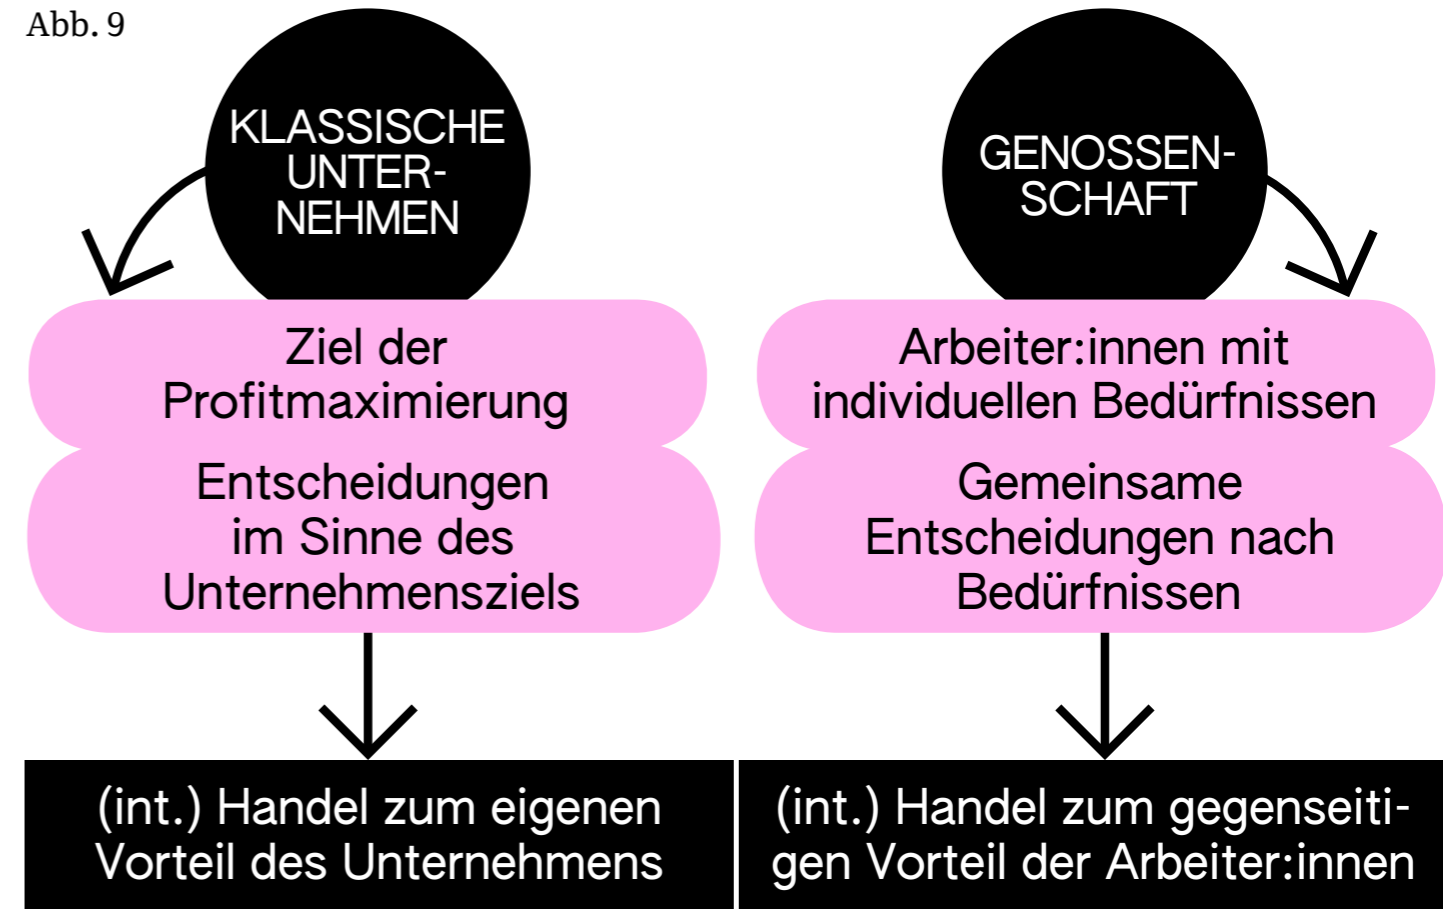 Abb. 9
KLASSISCHE
UNTER-
NEHMEN
Ziel der
Profitmaximierung
Entscheidungen
im Sinne des
Unternehmensziels
(int.) Handel zum eigenen
Vorteil des Unternehmens
GENOSSEN-
SCHAFT
Arbeiter:innen mit
individuellen Bedürfnissen
Gemeinsame
Entscheidungen nach
Bedürfnissen
(int.) Handel zum gegenseiti-
gen Vorteil der Arbeiter:innen